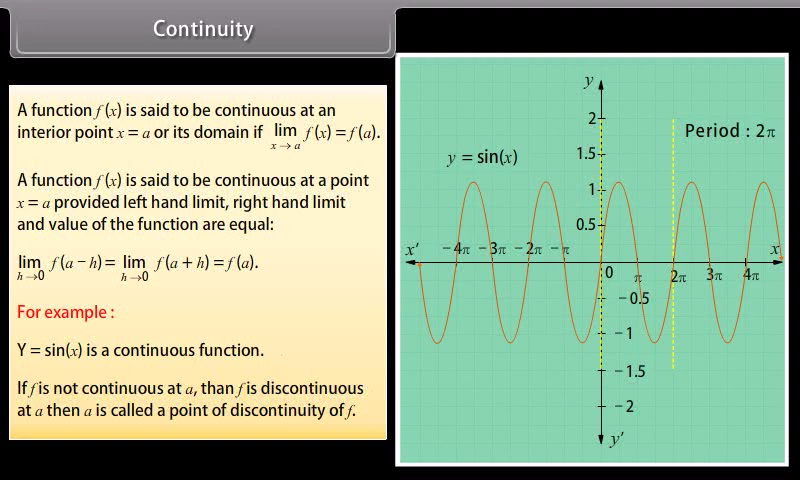 Continuity
A function f (x) is said to be continuous at an
interior point x = a or its domain if lim f (x) = f (a).
x → a
A function f (x) is said to be continuous at a point
x = a provided left hand limit, right hand limit
and value of the function are equal:
lim f (a − h) = lim f (a + h) = f (a).
h →0 h →0
For example :
Y = sin(x) is a continuous function.
If f is not continuous at a, than f is discontinuous
at a then a is called a point of discontinuity of f.
y
2
Period : 2π
1.5
y = sin(x)
1
0.5
x' − 4π − 3π − 2π − π x
0 π 2π 3π 4π
− 0.5
− 1
− 1.5
− 2
y'